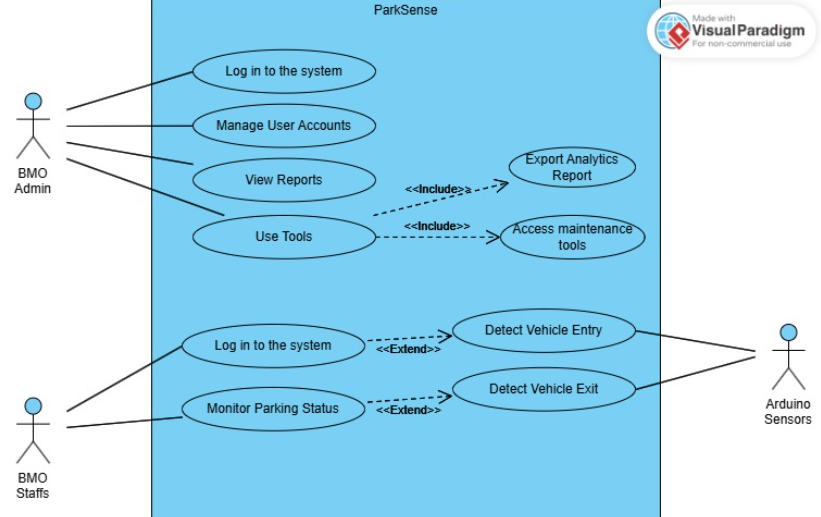 ParkSense
Made with
Visual Paradigm
For non-commercial use
Log in to the system
Manage User Accounts
BMO
Admin
View Reports
Export Analytics
Report
<<Include>>
Use Tools
<<Include>>
Access maintenance
tools
Log in to the system
<<Extend>>
Detect Vehicle Entry
Monitor Parking Status
<<Extend>>
Detect Vehicle Exit
Arduino
Sensors
BMO
Staffs